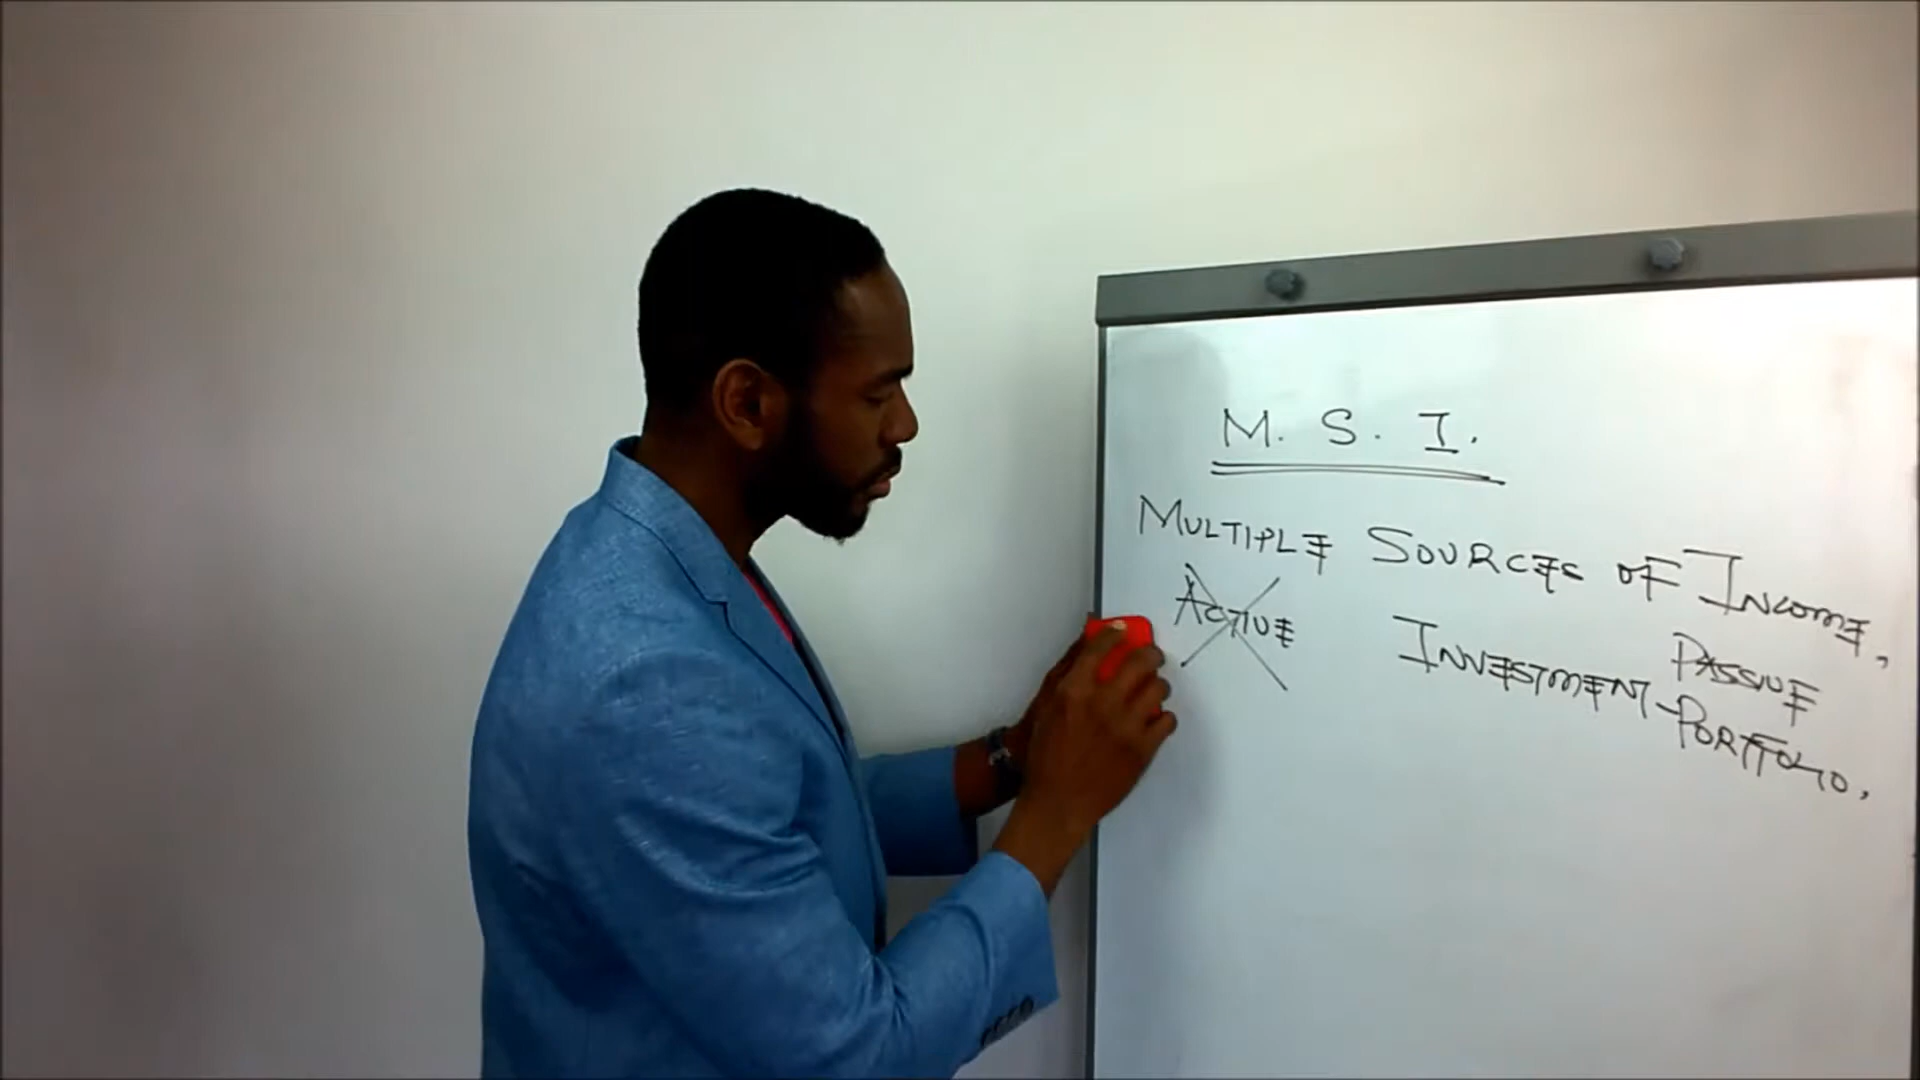 M. S. I.
MULTIPLE SOURCES OF INCOME,
ACTIVE
PASSIVE
INVESTMENT-PORTFOLIO,